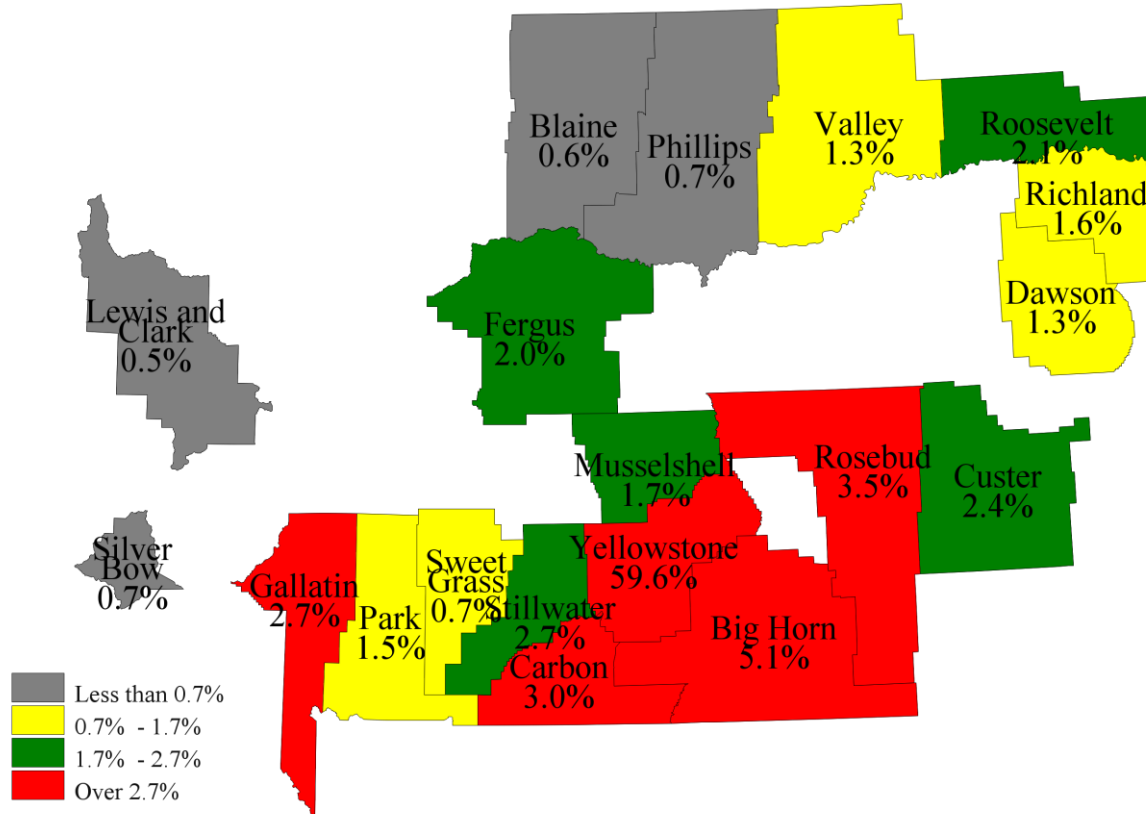 Blaine
0.6%
Phillips
0.7%
Valley
1.3%
Roosevelt
2.1%
Richland
1.6%
Dawson
1.3%
Lewis and
Clark
0.5%
Fergus
2.0%
Musselshell
1.7%
Rosebud
3.5%
Custer
2.4%
Silver
Bow
0.7%
Gallatin
2.7%
Park
1.5%
Sweet
Grass
0.7%
Stillwater
2.7%
Yellowstone
59.6%
Carbon
3.0%
Big Horn
5.1%
Less than 0.7%
0.7% - 1.7%
1.7% - 2.7%
Over 2.7%